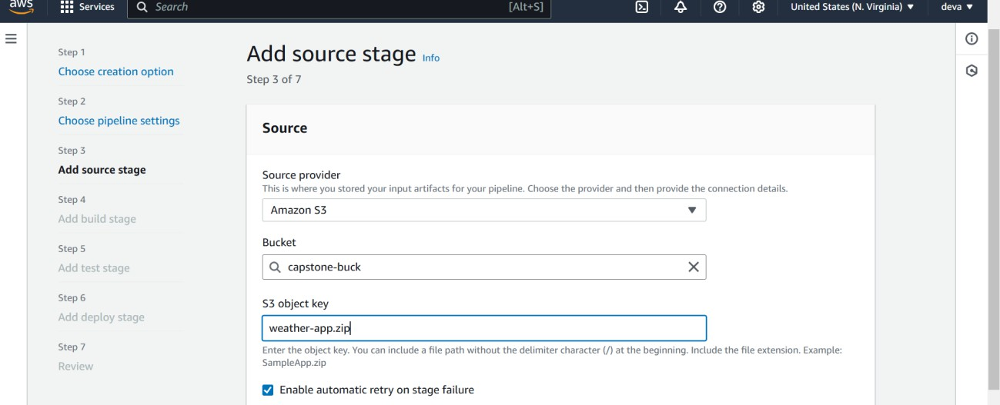 aws
Services
Search
[Alt+S]
United States (N. Virginia)
deva
Step 1
Choose creation option
Step 2
Choose pipeline settings
Step 3
Add source stage
Step 4
Add build stage
Step 5
Add test stage
Step 6
Add deploy stage
Step 7
Review
Add source stage Info
Step 3 of 7
Source
Source provider
This is where you stored your input artifacts for your pipeline. Choose the provider and then provide the connection details.
Amazon S3
Bucket
capstone-buck
S3 object key
weather-app.zip
Enter the object key. You can include a file path without the delimiter character (/) at the beginning. Include the file extension. Example:
SampleApp.zip
Enable automatic retry on stage failure